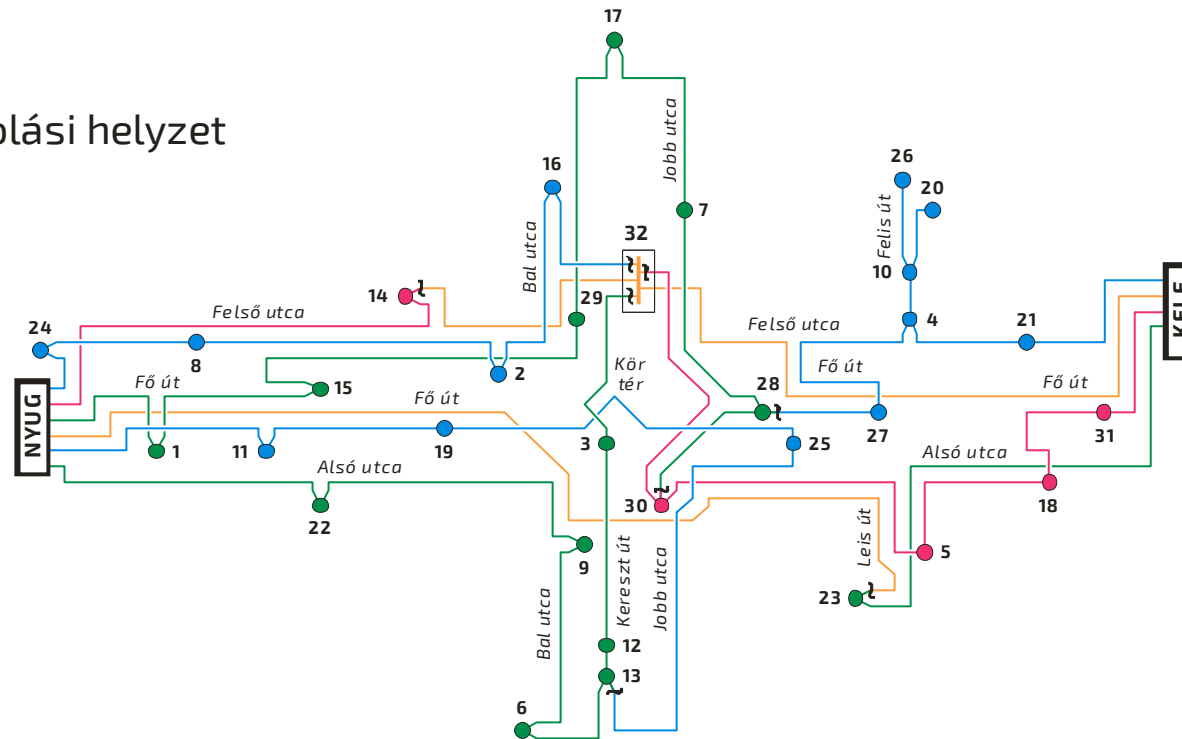 17
olási helyzet
Jobb utca
16
26
20
Felis út
7
Bal utca
32
10
14
29
Felső utca
Felső utca
24
4
21
8
Kör
tér
Fő út
2
Fő út
15
Fő út
28
Fő út
NYUG
27
31
3
25
1
11
19
Alsó utca
Alsó utca
30
18
22
Leis út
5
9
Kereszt út
Jobb utca
23
Bal utca
12
13
6